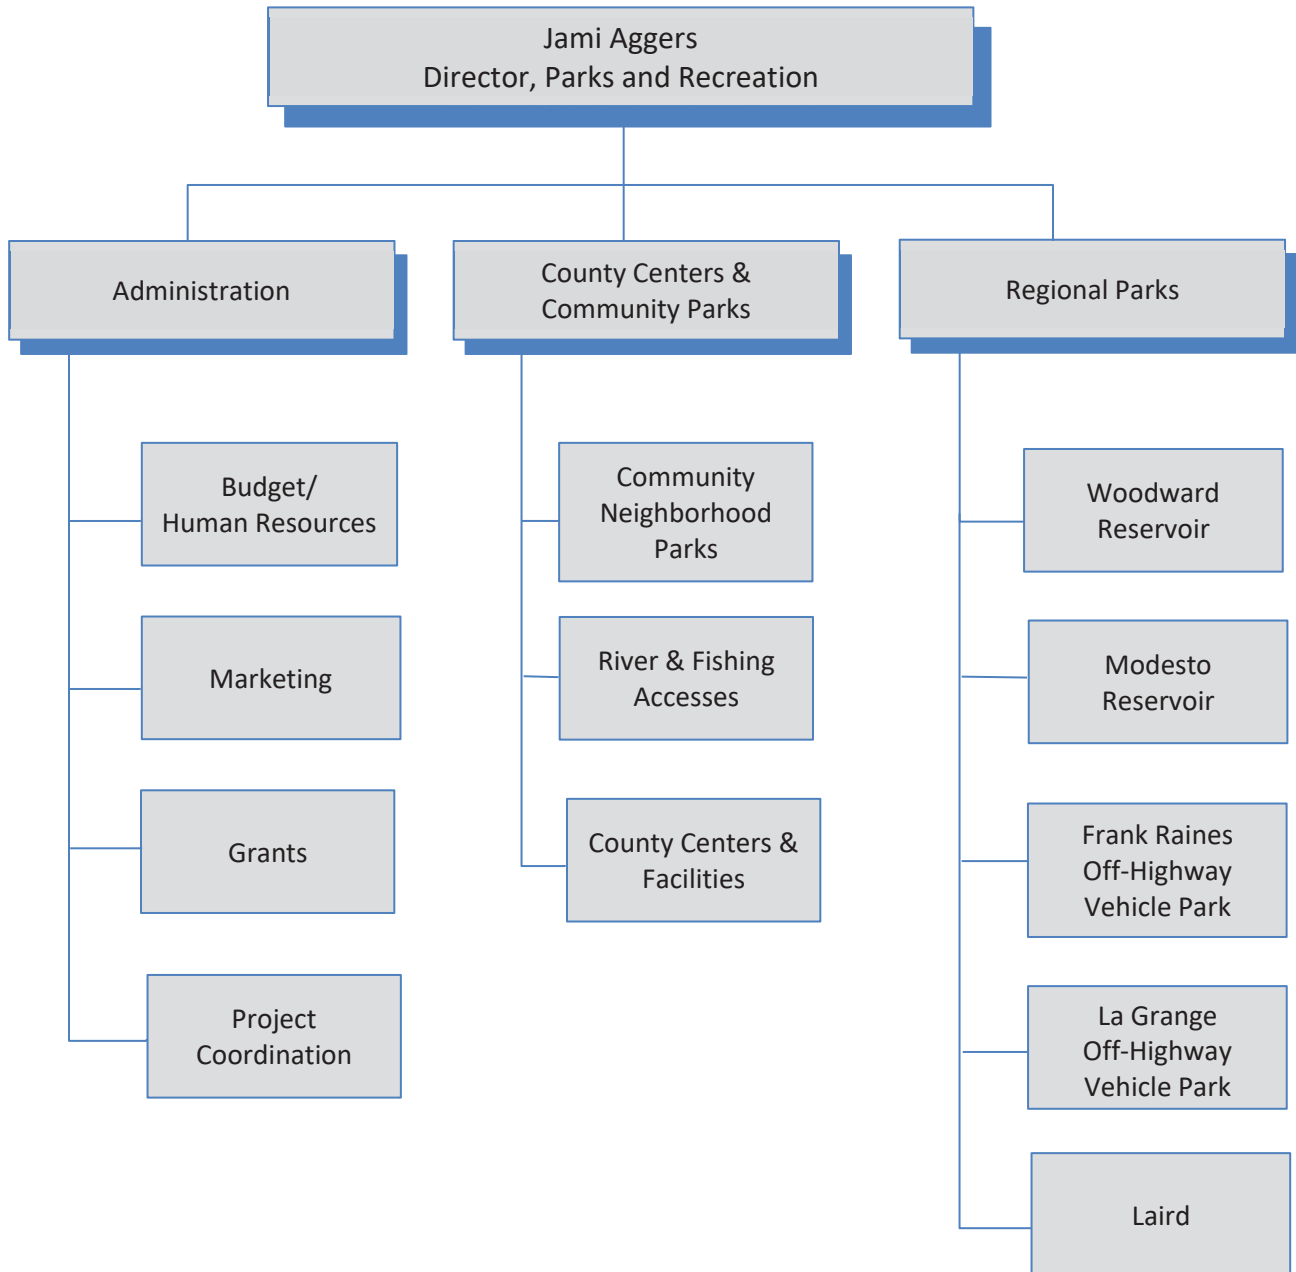 Jami Aggers
Director, Parks and Recreation
Administration
County Centers &
Community Parks
Regional Parks
Budget/
Human Resources
Marketing
Grants
Project
Coordination
Community
Neighborhood
Parks
River & Fishing
Accesses
County Centers &
Facilities
Woodward
Reservoir
Modesto
Reservoir
Frank Raines
Off-Highway
Vehicle Park
La Grange
Off-Highway
Vehicle Park
Laird